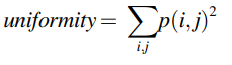 uniformity = ∑i,j p(i,j)²